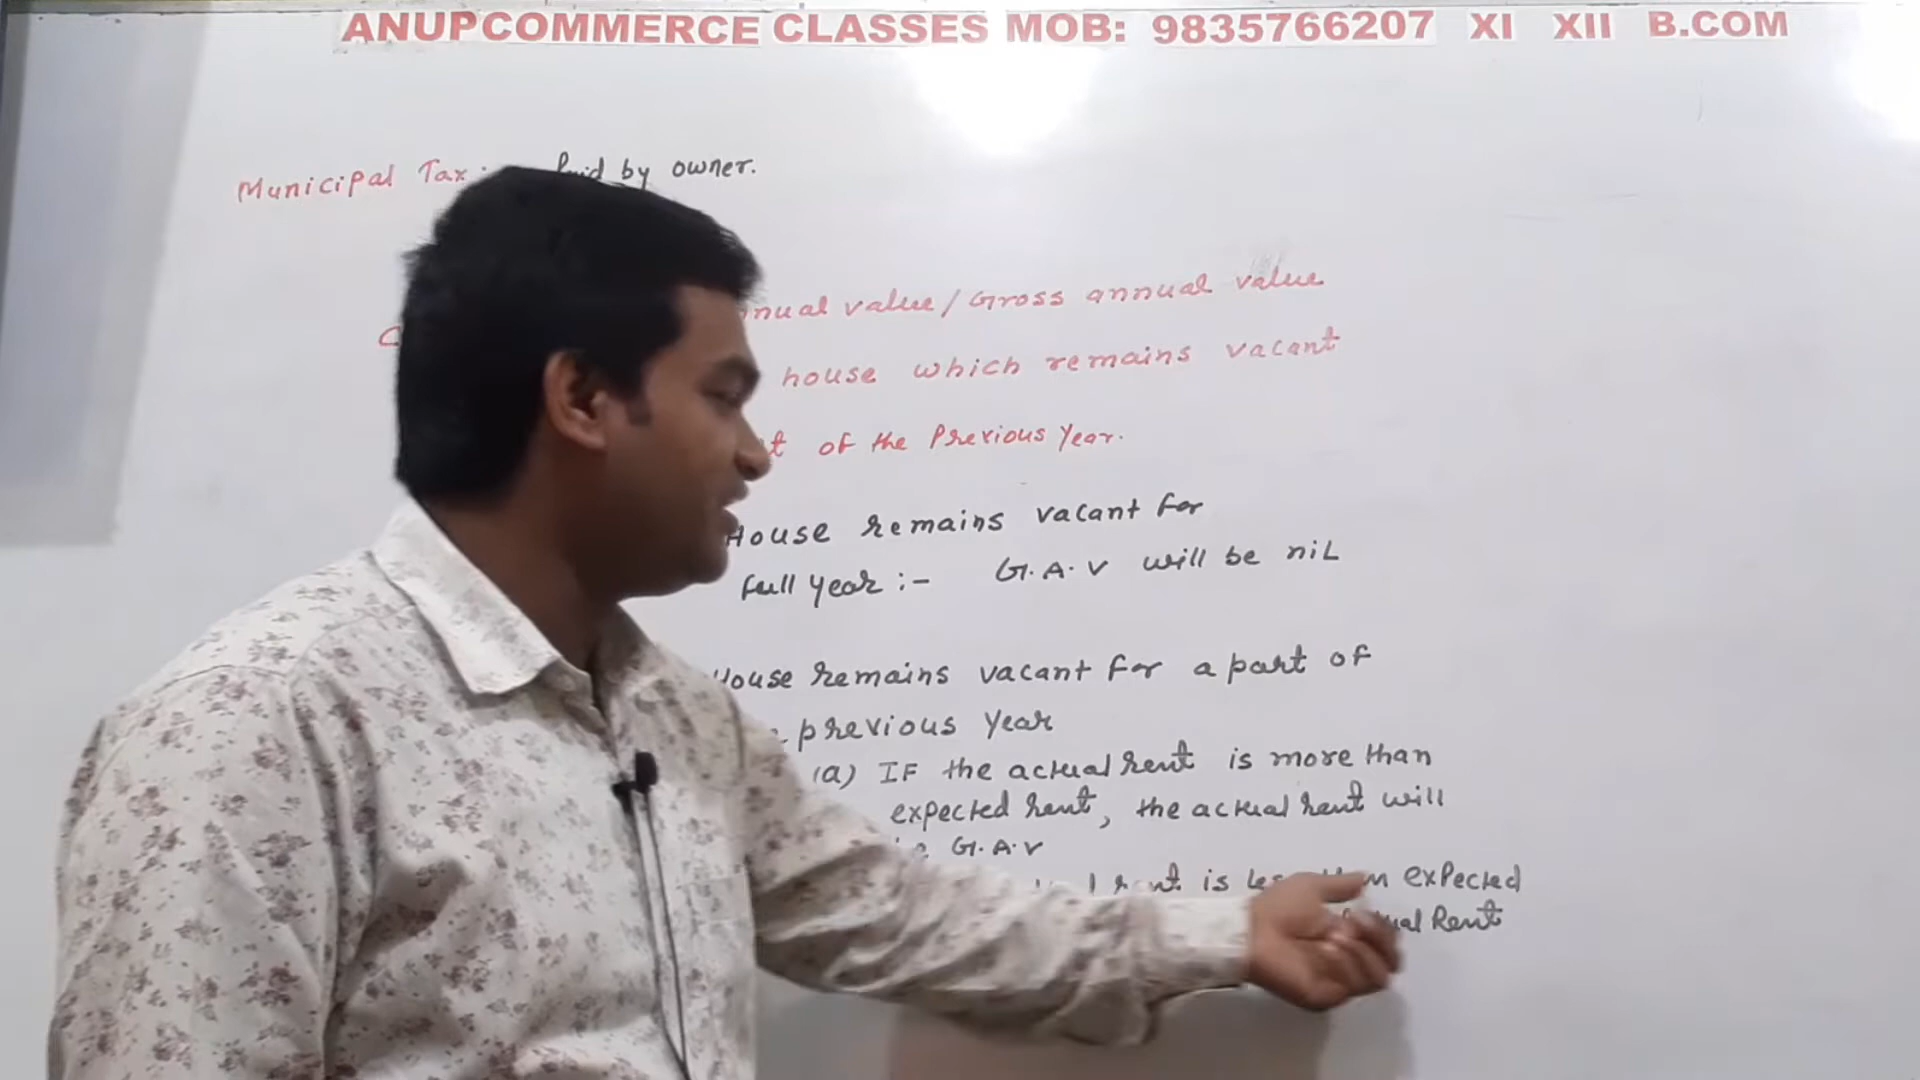 ANUPCOMMERCE CLASSES MOB: 9835766207 XI XII B.COM
Municipal Tax :- Paid by owner.
value / Gross annual value
house which remains vacant
of the Previous Year.
House remains vacant for
full year :- G.A.V will be niL
House remains vacant for a part of
previous year
(a) IF the actual rent is more than
expected rent, the actual rent will
G.A.V
rent is less than expected
Rent